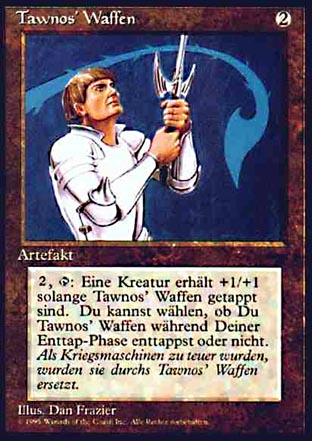 Tawnos' Waffen 2
Artefakt
2, : Eine Kreatur erhält +1/+1
solange Tawnos' Waffen getappt
sind. Du kannst wählen, ob Du
Tawnos' Waffen während Deiner
Enttap-Phase enttappst oder nicht.
Als Kriegsmaschinen zu teuer wurden,
wurden sie durchs Tawnos' Waffen
ersetzt.
Illus. Dan Frazier
© 1995 Wizards of the Coast, Inc. Alle Rechte vorbehalten.